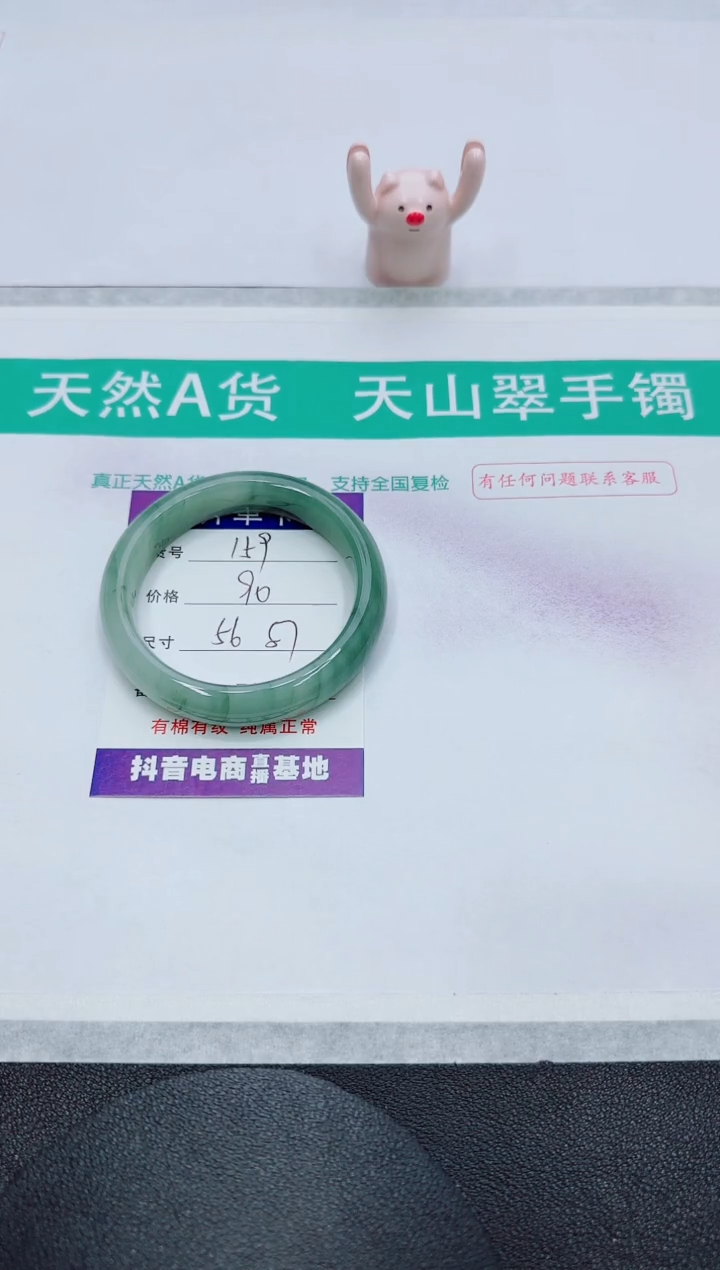 天然A货 天山翠手镯
真正天然A货 支持全国复检 有任何问题联系客服
货号 159
价格 90
尺寸 56
有棉有纹 纯属正常
抖音电商直播基地